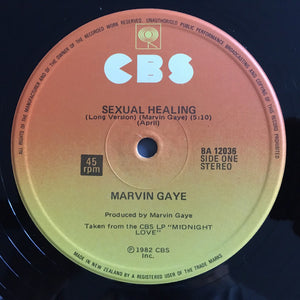 UNAUTHORISED PUBLIC PERFORMANCE BROADCASTING AND COPYING OF THIS RECORD PROHIBITED
ALL RIGHTS OF THE MANUFACTURER AND OF THE OWNER OF THE RECORDED WORK RESERVED.
CBS
SEXUAL HEALING
(Long Version) (Marvin Gaye) (5:10)
(April)
45
rpm
BA 12036
SIDE ONE
STEREO
MARVIN GAYE
Produced by Marvin Gaye
Taken from the CBS LP "MIDNIGHT
LOVE"
℗1982 CBS
Inc.
MADE IN NEW ZEALAND BY A REGISTERED USER OF THE TRADE MARK